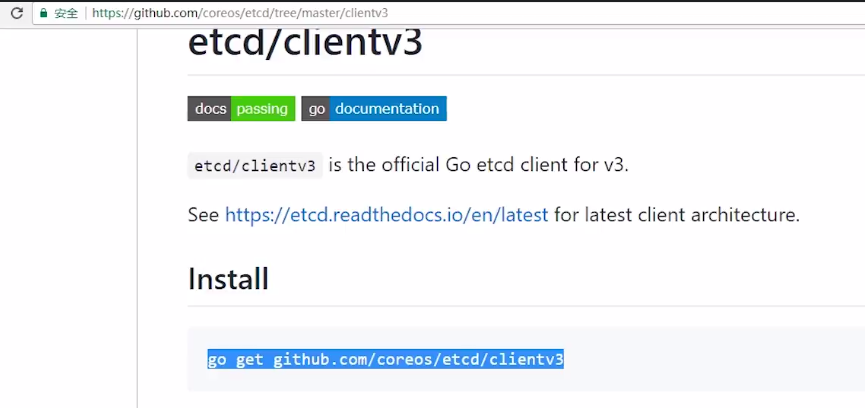 安全 https://github.com/coreos/etcd/tree/master/clientv3
etcd/clientv3
docs passing go documentation
etcd/clientv3 is the official Go etcd client for v3.
See https://etcd.readthedocs.io/en/latest for latest client architecture.
Install
go get github.com/coreos/etcd/clientv3